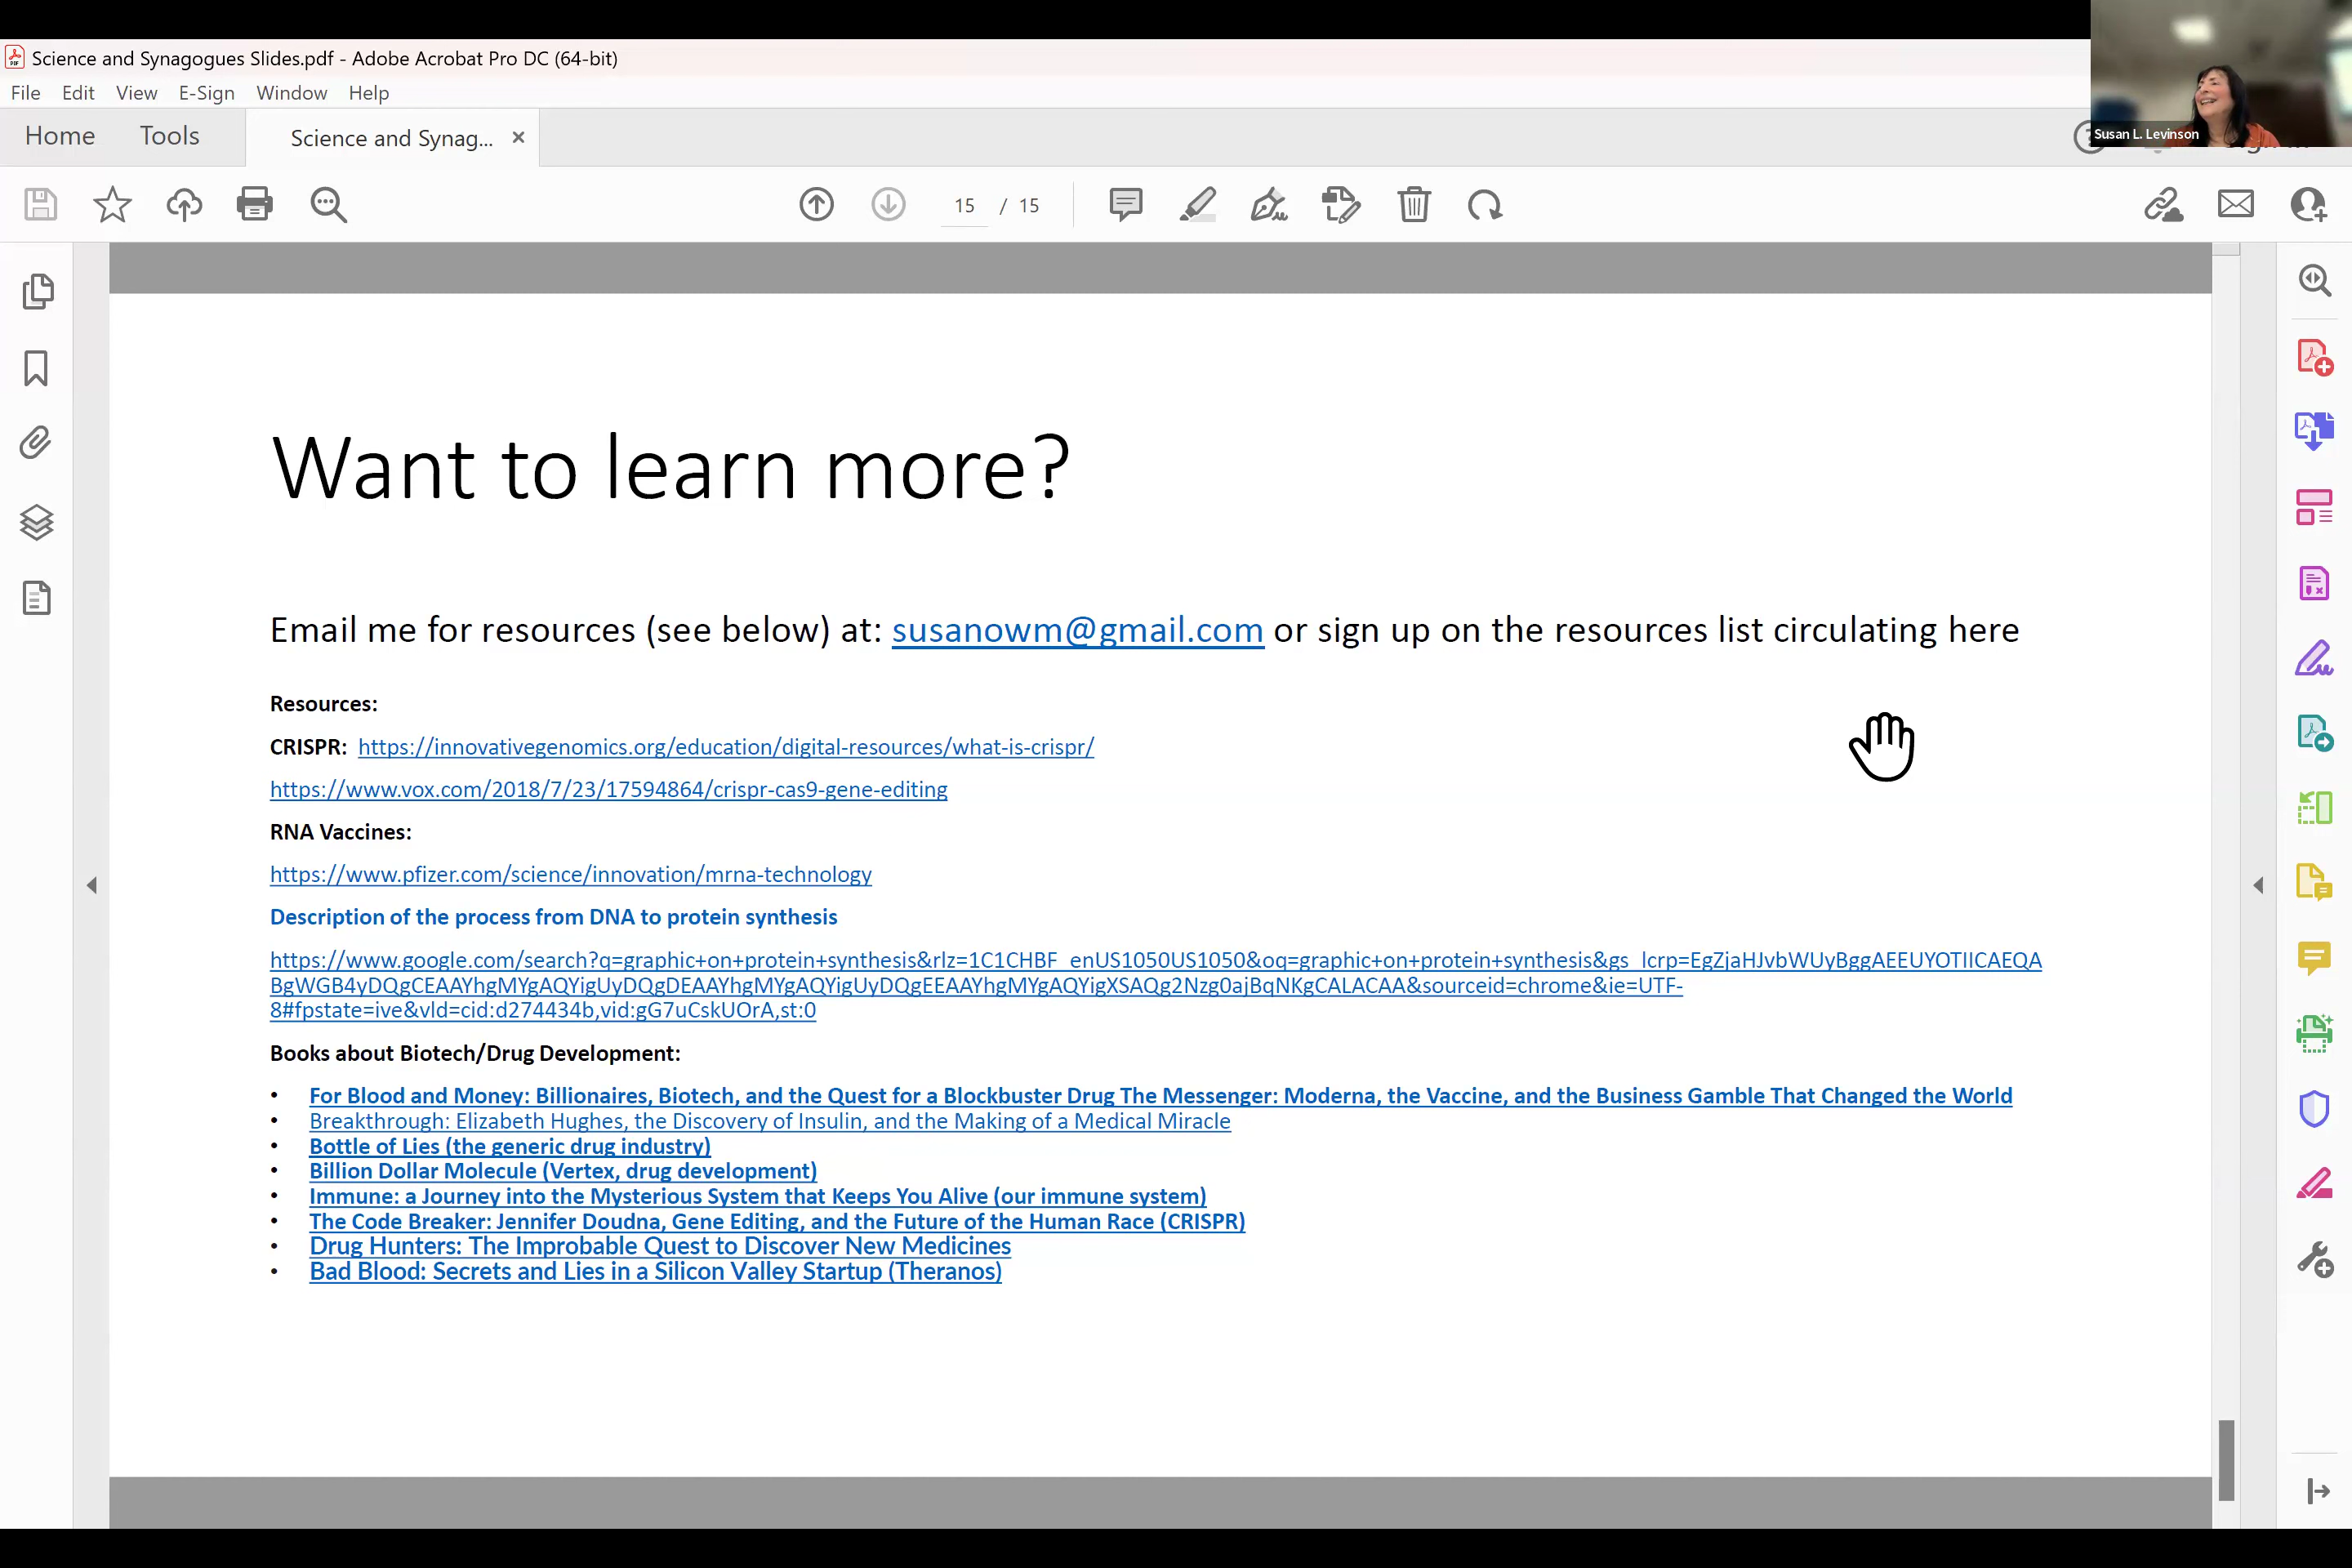 Science and Synagogues Slides.pdf - Adobe Acrobat Pro DC (64-bit)
File Edit View E-Sign Window Help
Susan L. Levinson
Home Tools Science and Synag... ×
15 / 15
Want to learn more?
Email me for resources (see below) at: susanowm@gmail.com or sign up on the resources list circulating here
Resources:
CRISPR: https://innovativegenomics.org/education/digital-resources/what-is-crispr/
https://www.vox.com/2018/7/23/17594864/crispr-cas9-gene-editing
RNA Vaccines:
https://www.pfizer.com/science/innovation/mrna-technology
Description of the process from DNA to protein synthesis
https://www.google.com/search?q=graphic+on+protein+synthesis&rlz=1C1CHBF_enUS1050US1050&oq=graphic+on+protein+synthesis&gs_lcrp=EgZjaHJvbWUyBggAEEUYOTIICAEQA
BgWGB4yDQgCEAAYhgMYgAQYigUyDQgDEAAYhgMYgAQYigUyDQgEEAAYhgMYgAQYigXSAQg2Nzg0ajBqNKgCALACAA&sourceid=chrome&ie=UTF-
8#fpstate=ive&vld=cid:d274434b,vid:gG7uCskUOrA,st:0
Books about Biotech/Drug Development:
• For Blood and Money: Billionaires, Biotech, and the Quest for a Blockbuster Drug The Messenger: Moderna, the Vaccine, and the Business Gamble That Changed the World
• Breakthrough: Elizabeth Hughes, the Discovery of Insulin, and the Making of a Medical Miracle
• Bottle of Lies (the generic drug industry)
• Billion Dollar Molecule (Vertex, drug development)
• Immune: a Journey into the Mysterious System that Keeps You Alive (our immune system)
• The Code Breaker: Jennifer Doudna, Gene Editing, and the Future of the Human Race (CRISPR)
• Drug Hunters: The Improbable Quest to Discover New Medicines
• Bad Blood: Secrets and Lies in a Silicon Valley Startup (Theranos)